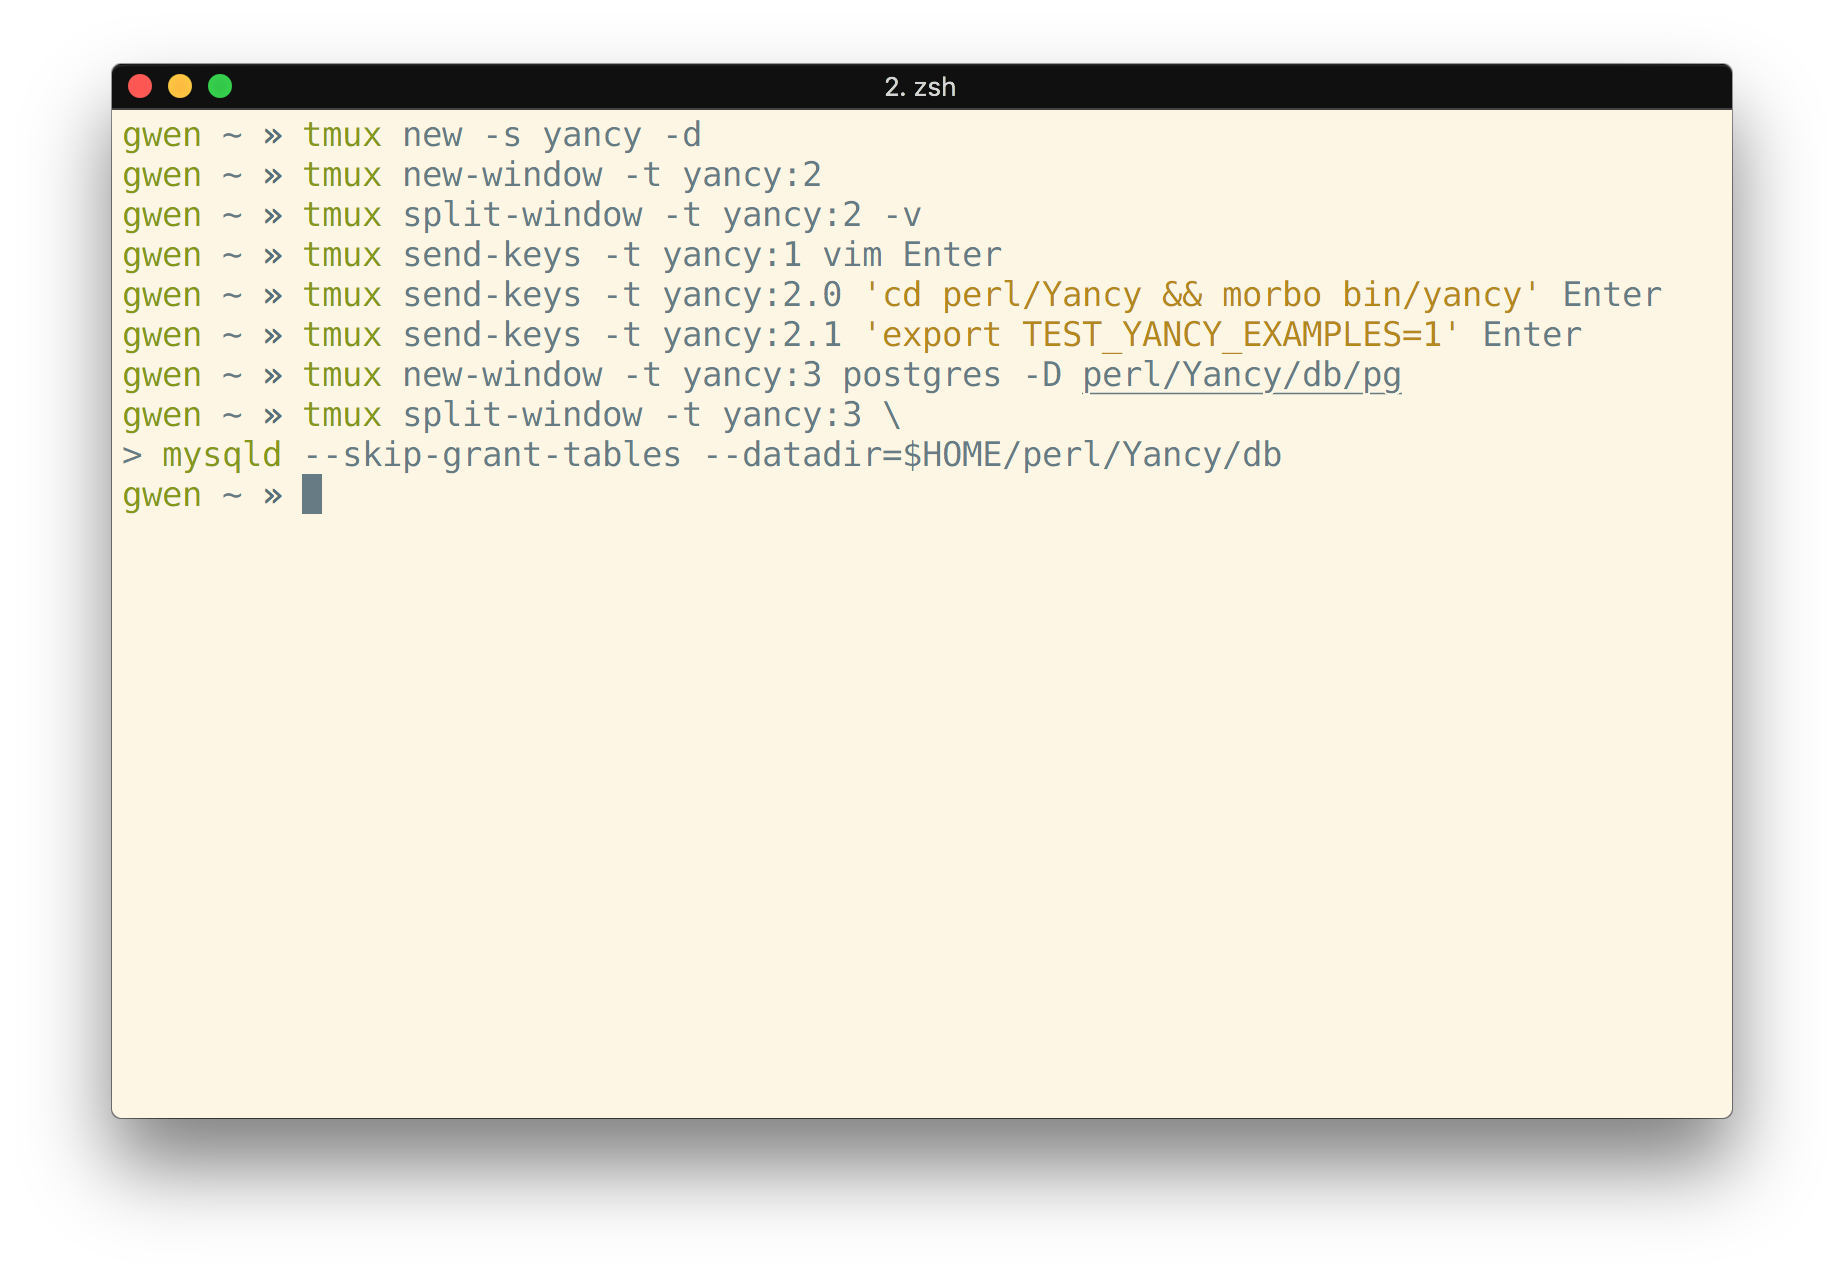 2. zsh
gwen ~ » tmux new -s yancy -d
gwen ~ » tmux new-window -t yancy:2
gwen ~ » tmux split-window -t yancy:2 -v
gwen ~ » tmux send-keys -t yancy:1 vim Enter
gwen ~ » tmux send-keys -t yancy:2.0 'cd perl/Yancy && morbo bin/yancy' Enter
gwen ~ » tmux send-keys -t yancy:2.1 'export TEST_YANCY_EXAMPLES=1' Enter
gwen ~ » tmux new-window -t yancy:3 postgres -D perl/Yancy/db/pg
gwen ~ » tmux split-window -t yancy:3 \
> mysqld --skip-grant-tables --datadir=$HOME/perl/Yancy/db
gwen ~ »